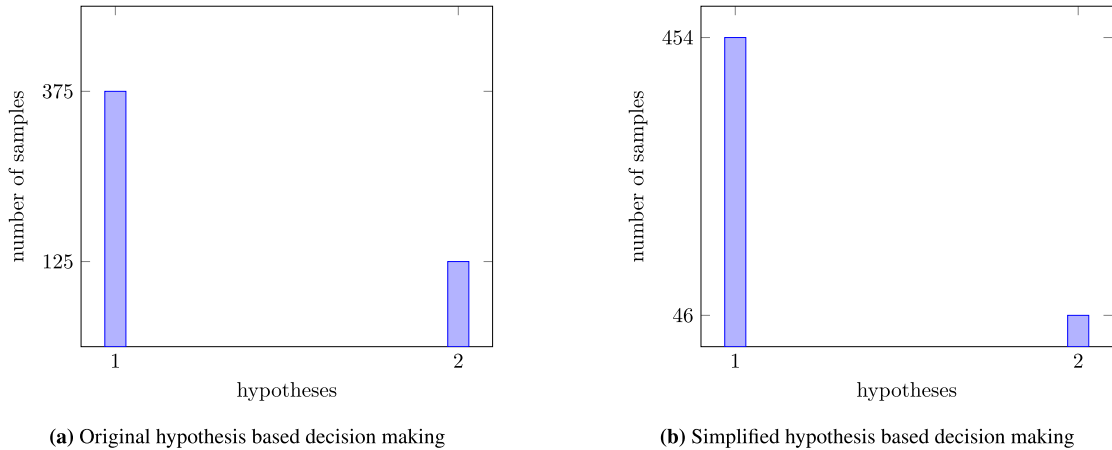 number of samples
375
125
1
2
hypotheses
(a) Original hypothesis based decision making
number of samples
454
46
1
2
hypotheses
(b) Simplified hypothesis based decision making